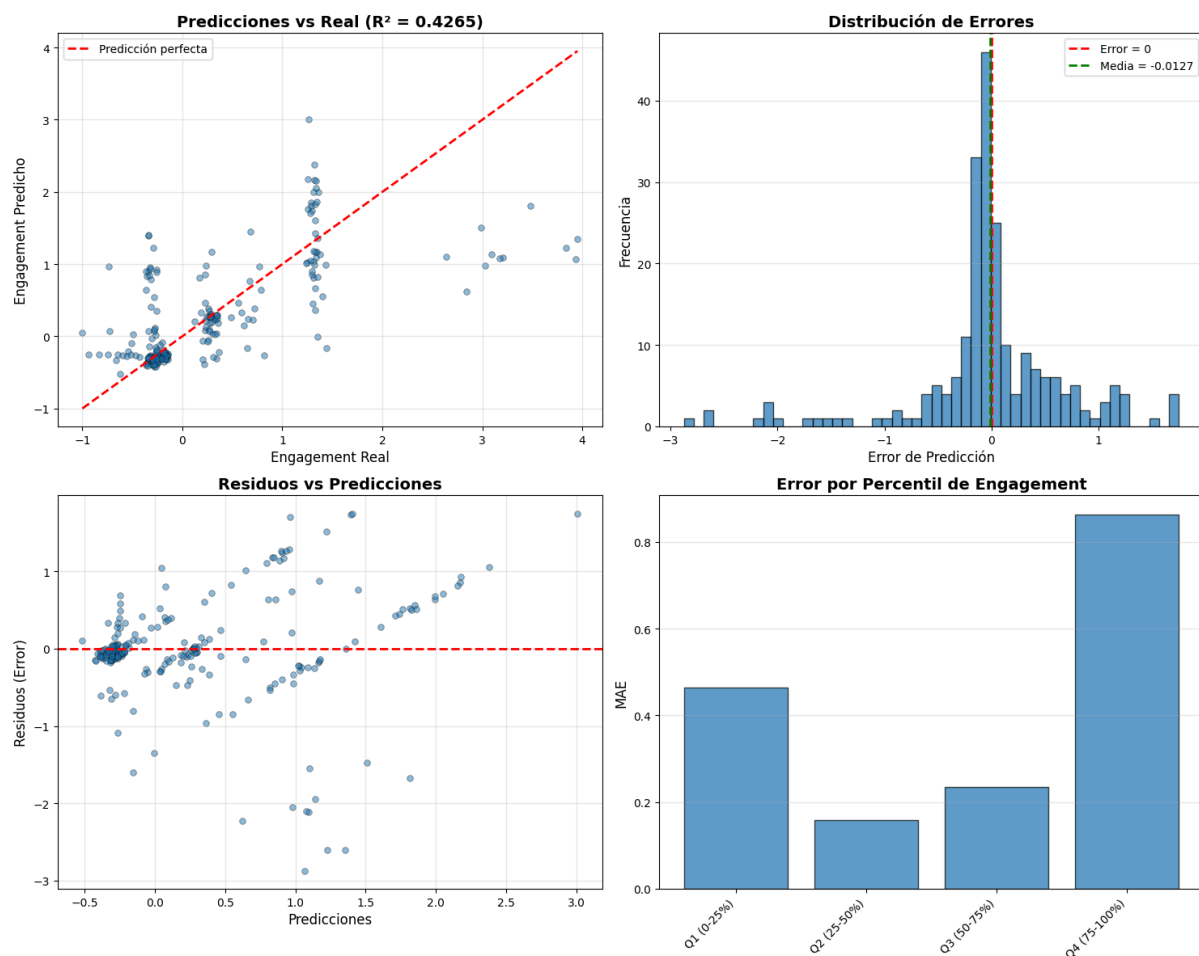 Predicciones vs Real (R² = 0.4265)
Predicción perfecta
Engagement Predicho
4
3
2
1
0
−1
−1
0
1
2
3
4
Engagement Real
Distribución de Errores
Error = 0
Media = -0.0127
Frecuencia
40
30
20
10
0
−3
−2
−1
0
1
Error de Predicción
Residuos vs Predicciones
Residuos (Error)
1
0
−1
−2
−3
−0.5
0.0
0.5
1.0
1.5
2.0
2.5
3.0
Predicciones
Error por Percentil de Engagement
MAE
0.8
0.6
0.4
0.2
0.0
Q1 (0-25%)
Q2 (25-50%)
Q3 (50-75%)
Q4 (75-100%)